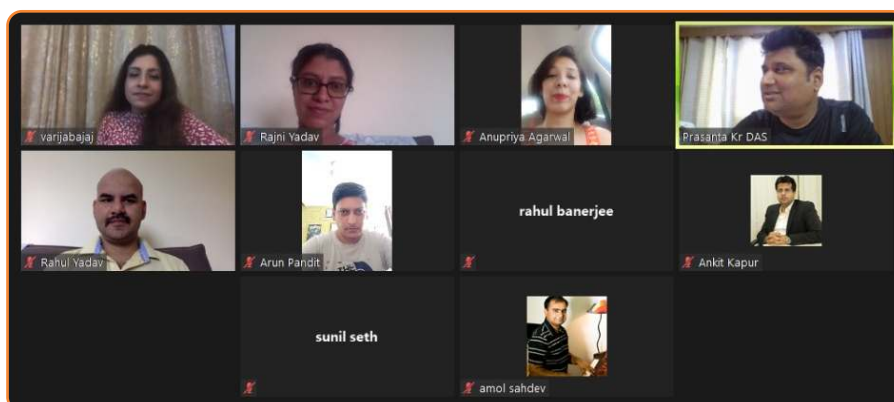 varijabajaj
Rajni Yadav
Anupriya Agarwal
Prasanta Kr DAS
Rahul Yadav
Arun Pandit
rahul banerjee
Ankit Kapur
sunil seth
amol sahdev